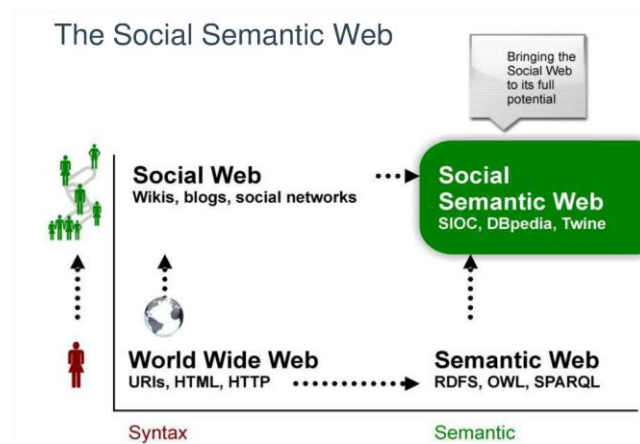 The Social Semantic Web
Bringing the
Social Web
to its full
potential
Social Web
Wikis, blogs, social networks
Social
Semantic Web
SIOC, DBpedia, Twine
World Wide Web
URIs, HTML, HTTP
Semantic Web
RDFS, OWL, SPARQL
Syntax
Semantic